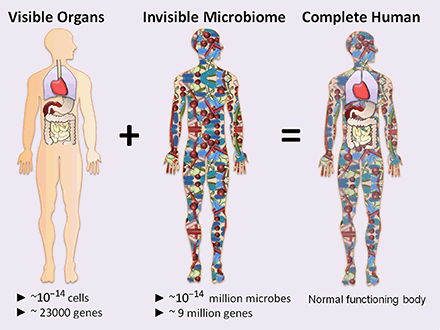 Visible Organs
Invisible Microbiome
Complete Human
+
=
► ~10⁻¹⁴ cells
► ~ 23000 genes
► ~10⁻¹⁴ million microbes
► ~ 9 million genes
Normal functioning body